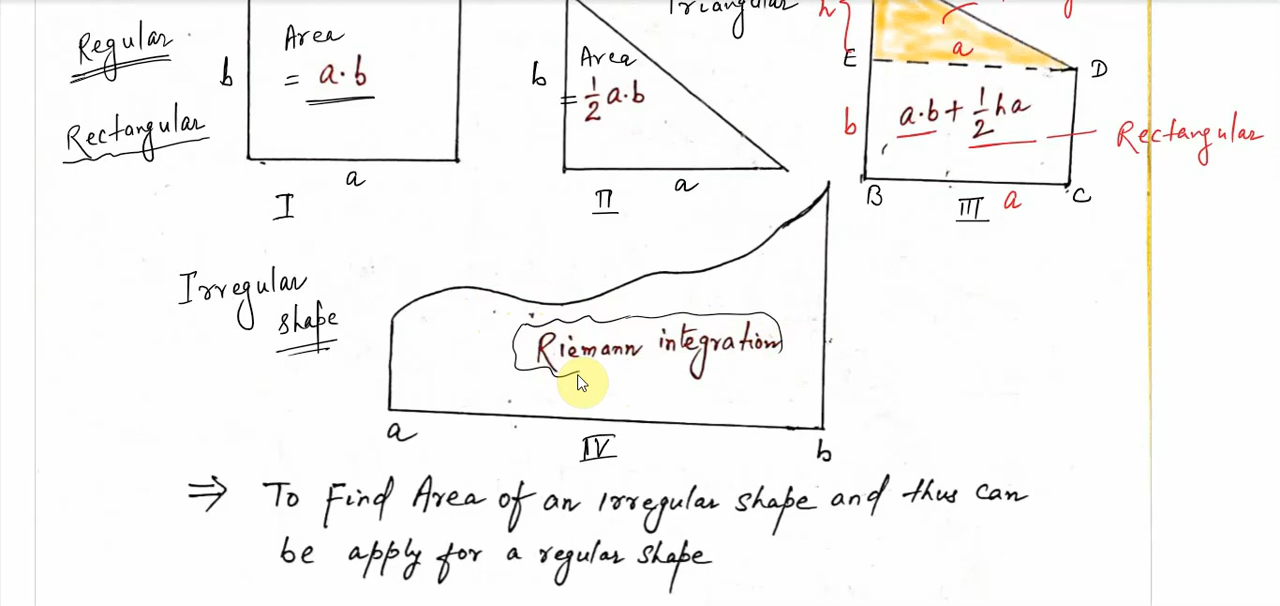 Regular
Rectangular
b
Area
= a.b
a
I
b
Area
= 1/2 a.b
a
II
Triangular
h
E
a
D
b
a.b + 1/2 ha
Rectangular
B
a
C
III
Irregular
shape
Riemann integration
a
b
IV
⇒ To Find Area of an irregular shape and thus can
be apply for a regular shape